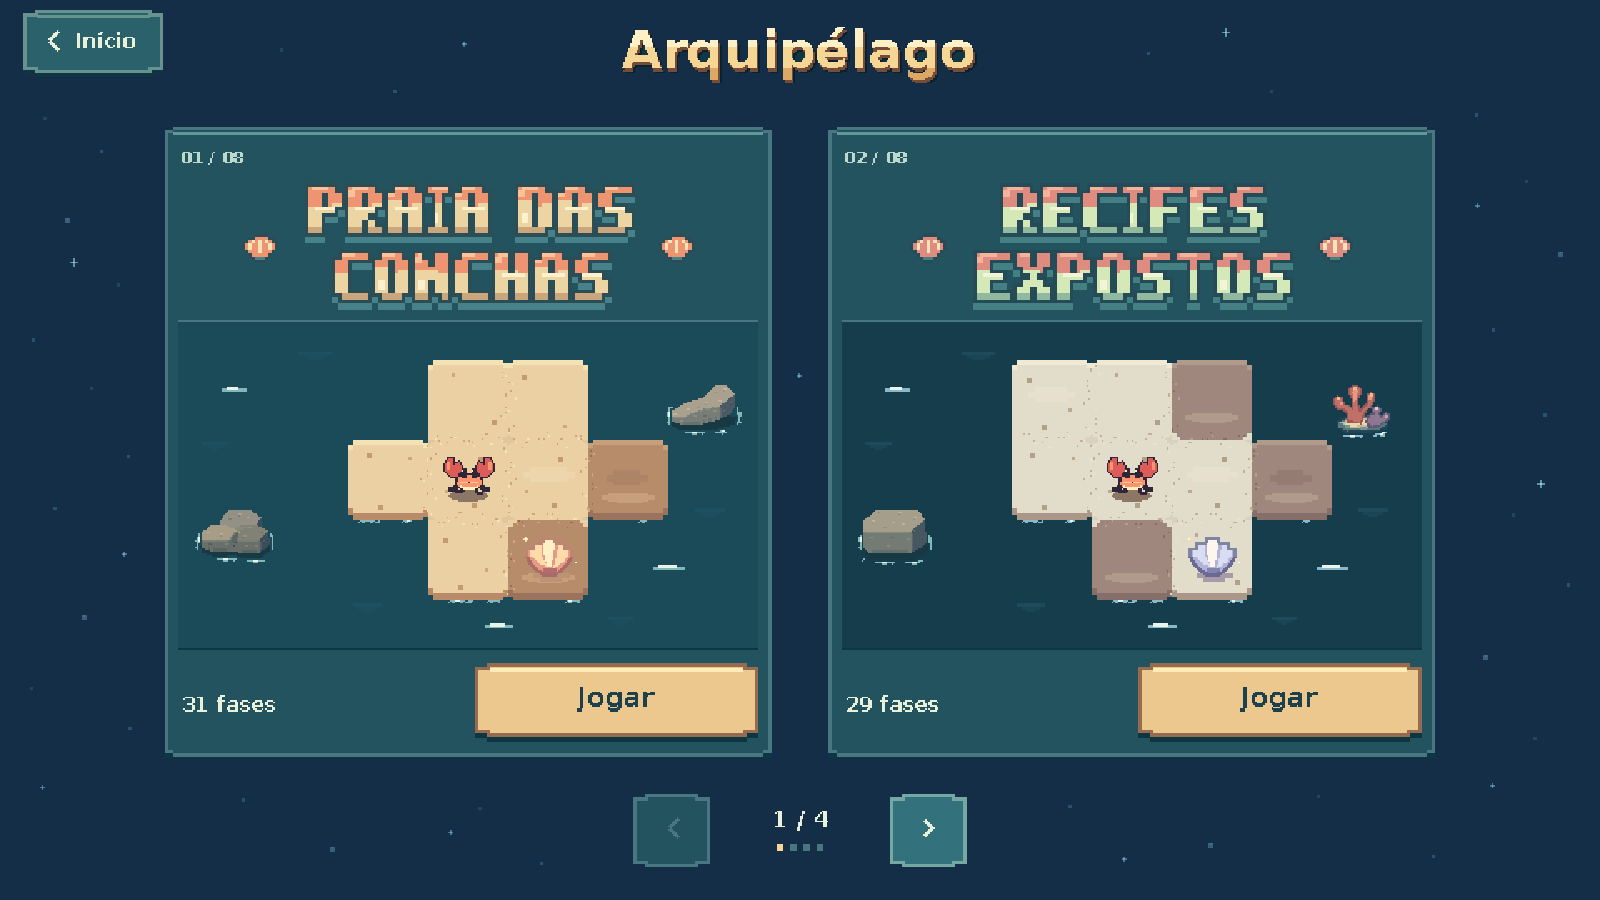 Início
Arquipélago
01 / 08
PRAIA DAS
CONCHAS
31 fases
Jogar
02 / 08
RECIFES
EXPOSTOS
29 fases
Jogar
1 / 4